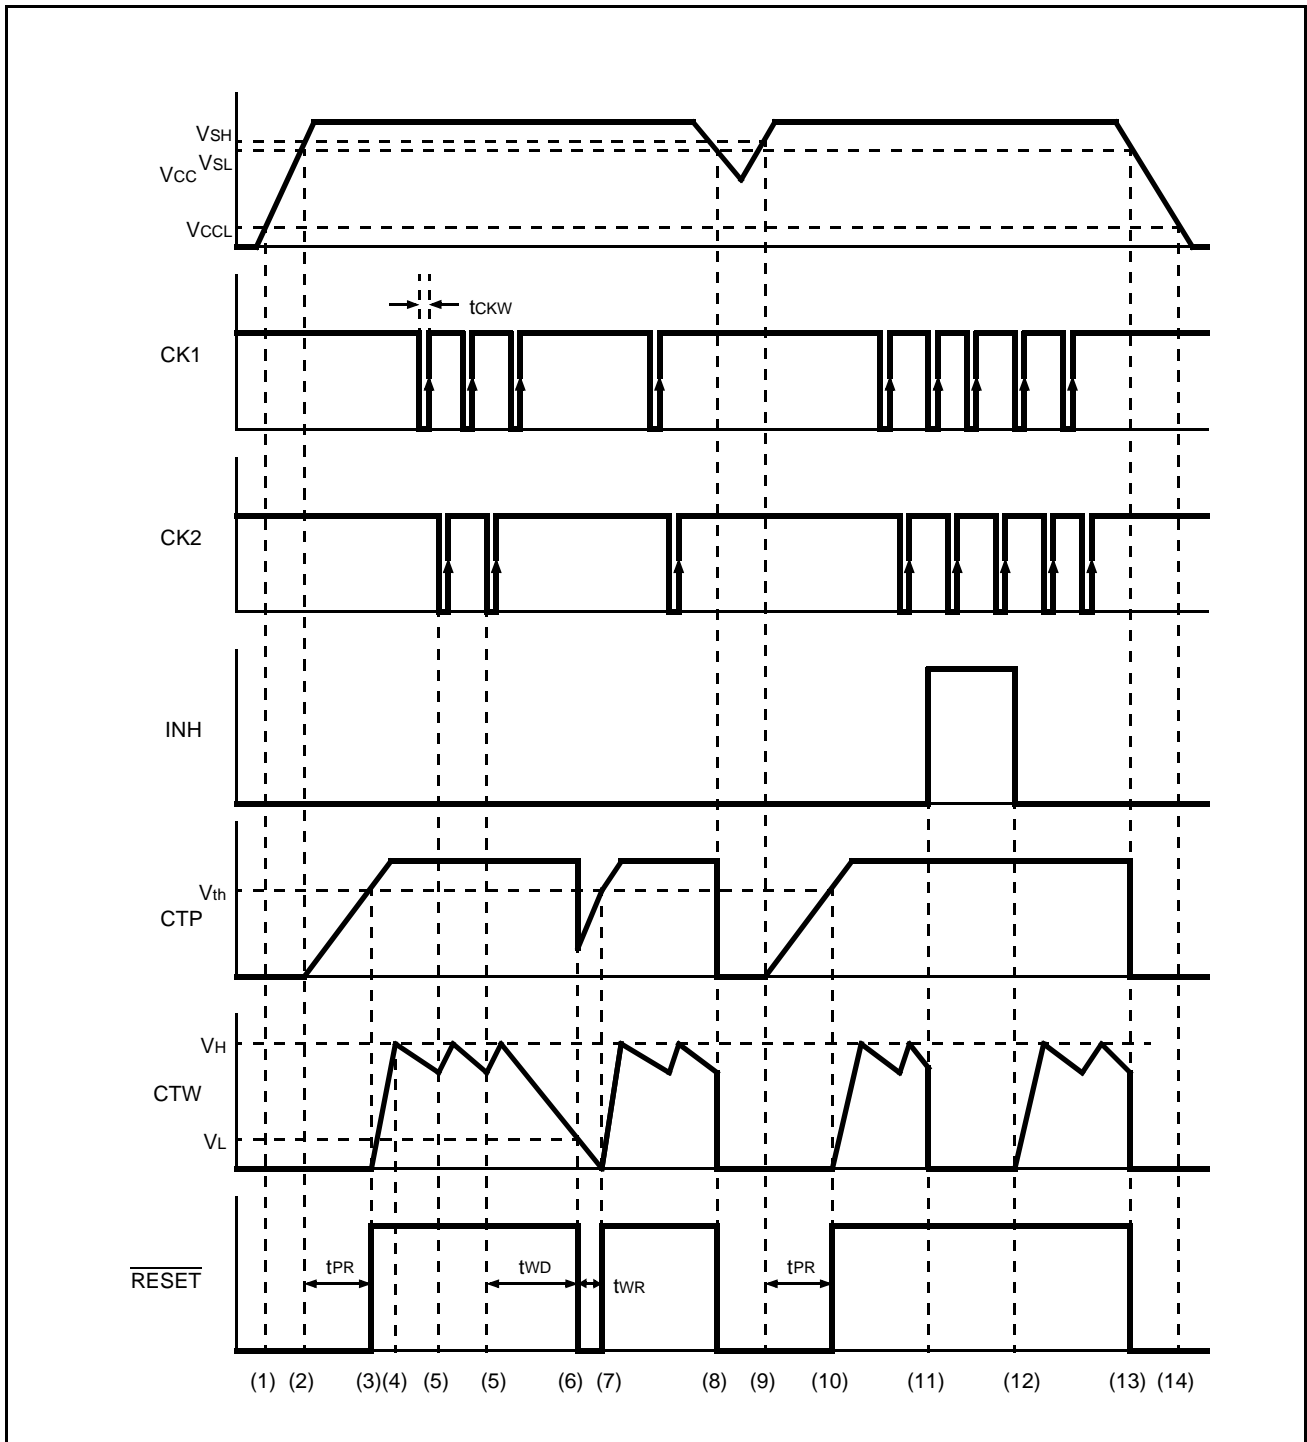 VSH
VSL
VCC
VCCL
tCKW
CK1
CK2
INH
Vth
CTP
VH
CTW
VL
tPR
tWD
tWR
tPR
RESET
(1) (2) (3) (4) (5) (5) (6) (7) (8) (9) (10) (11) (12) (13) (14)